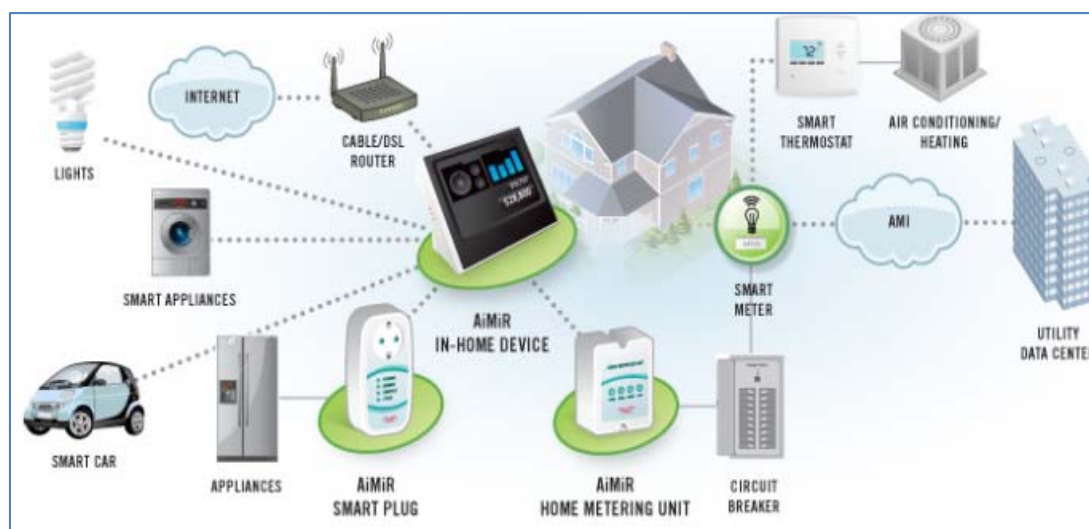 INTERNET
LIGHTS
CABLE/DSL
ROUTER
72
SMART
THERMOSTAT
AIR CONDITIONING/
HEATING
SMART APPLIANCES
AiMiR
IN-HOME DEVICE
SMART
METER
AMI
UTILITY
DATA CENTER
SMART CAR
APPLIANCES
AiMiR
SMART PLUG
AiMiR
HOME METERING UNIT
CIRCUIT
BREAKER